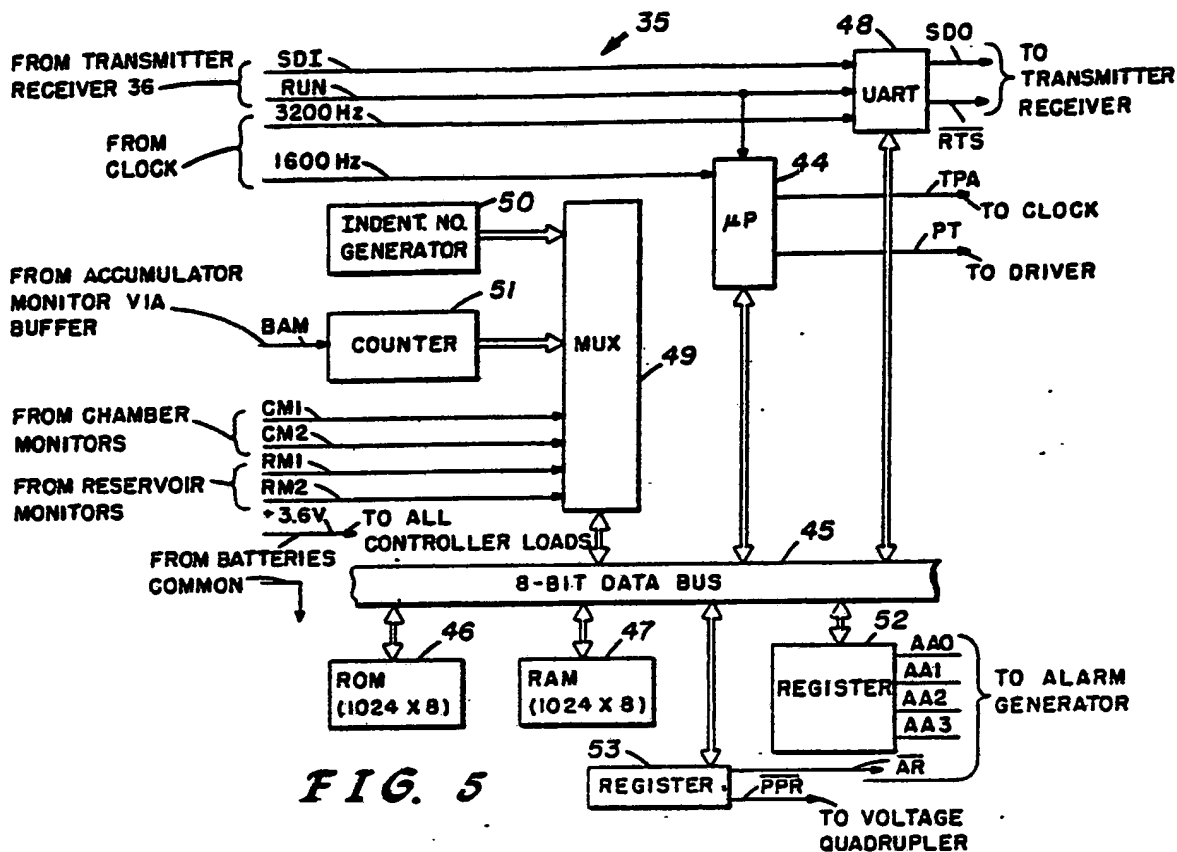 35
48
SDO
FROM TRANSMITTER
RECEIVER 36
SDI
RUN
3200 Hz
UART
TO
TRANSMITTER
RECEIVER
RTS
FROM
CLOCK
1600 Hz
44
µP
TPA
TO CLOCK
PT
TO DRIVER
50
INDENT. NO.
GENERATOR
FROM ACCUMULATOR
MONITOR VIA
BUFFER
BAM
51
COUNTER
MUX
49
FROM CHAMBER
MONITORS
CM1
CM2
FROM RESERVOIR
MONITORS
RM1
RM2
+3.6V
TO ALL
CONTROLLER LOADS
FROM BATTERIES
COMMON
45
8-BIT DATA BUS
46
ROM
(1024 X 8)
47
RAM
(1024 X 8)
52
REGISTER
AA0
AA1
AA2
AA3
TO ALARM
GENERATOR
53
REGISTER
AR
PPR
TO VOLTAGE
QUADRUPLER
FIG. 5